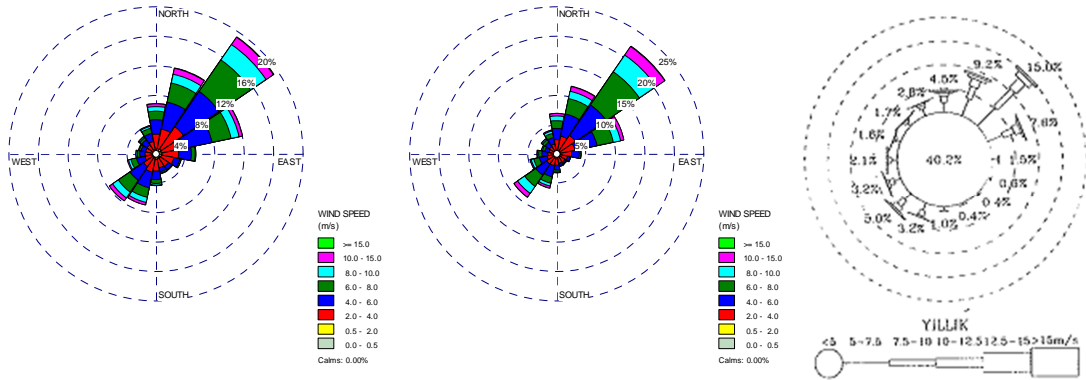 NORTH
20%
16%
12%
8%
4%
WEST
EAST
SOUTH
WIND SPEED
(m/s)
>= 15.0
10.0 - 15.0
8.0 - 10.0
6.0 - 8.0
4.0 - 6.0
2.0 - 4.0
0.5 - 2.0
0.0 - 0.5
Calms: 0.00%
NORTH
25%
20%
15%
10%
5%
WEST
EAST
SOUTH
WIND SPEED
(m/s)
>= 15.0
10.0 - 15.0
8.0 - 10.0
6.0 - 8.0
4.0 - 6.0
2.0 - 4.0
0.5 - 2.0
0.0 - 0.5
Calms: 0.00%
9.2%
15.0%
4.5%
1.7%
7.6%
1.6%
2.1%
40.2%
1.5%
0.6%
3.2%
0.4%
5.0%
3.2%
1.0%
0.4%
YILLIK
<5 5-7.5 7.5-10 10-12.5 12.5-15 >15m/s